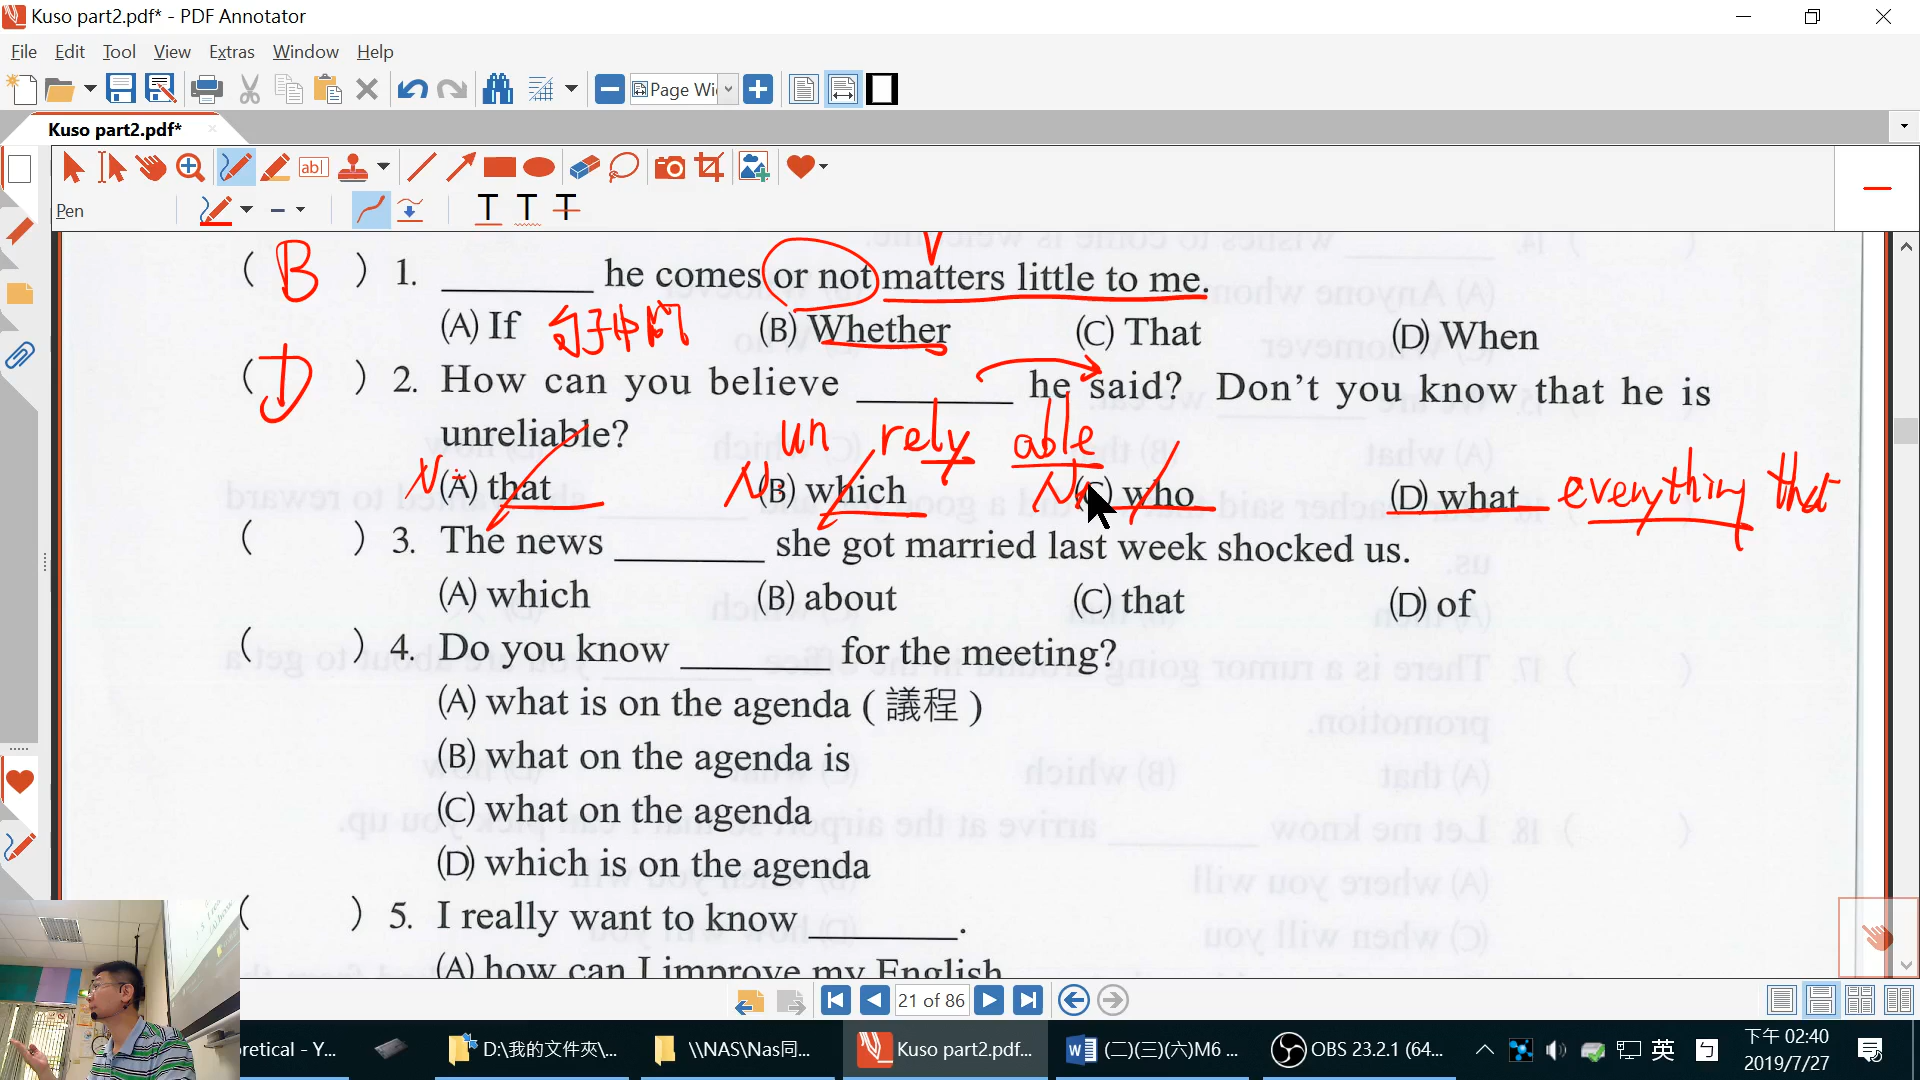 Kuso part2.pdf* - PDF Annotator
File Edit Tool View Extras Window Help
Page Wi
Kuso part2.pdf*
Pen
( B ) 1. ________ he comes or not matters little to me.
V
(A) If 句子中間 (B) Whether (C) That (D) When
( D ) 2. How can you believe ________ he said? Don't you know that he is
unreliable? un rely able
N. (A) that N. (B) which N. (C) who (D) what everything that
( ) 3. The news ________ she got married last week shocked us.
(A) which (B) about (C) that (D) of
( ) 4. Do you know ________ for the meeting?
(A) what is on the agenda ( 議程 )
(B) what on the agenda is
(C) what on the agenda
(D) which is on the agenda
( ) 5. I really want to know ________.
(A) how can I improve my English
21 of 86
retical - Y... D:\我的文件夾\... \\NAS\Nas同... Kuso part2.pdf... (二)(三)(六)M6 ... OBS 23.2.1 (64... 英 ㄅ 下午 02:40
2019/7/27